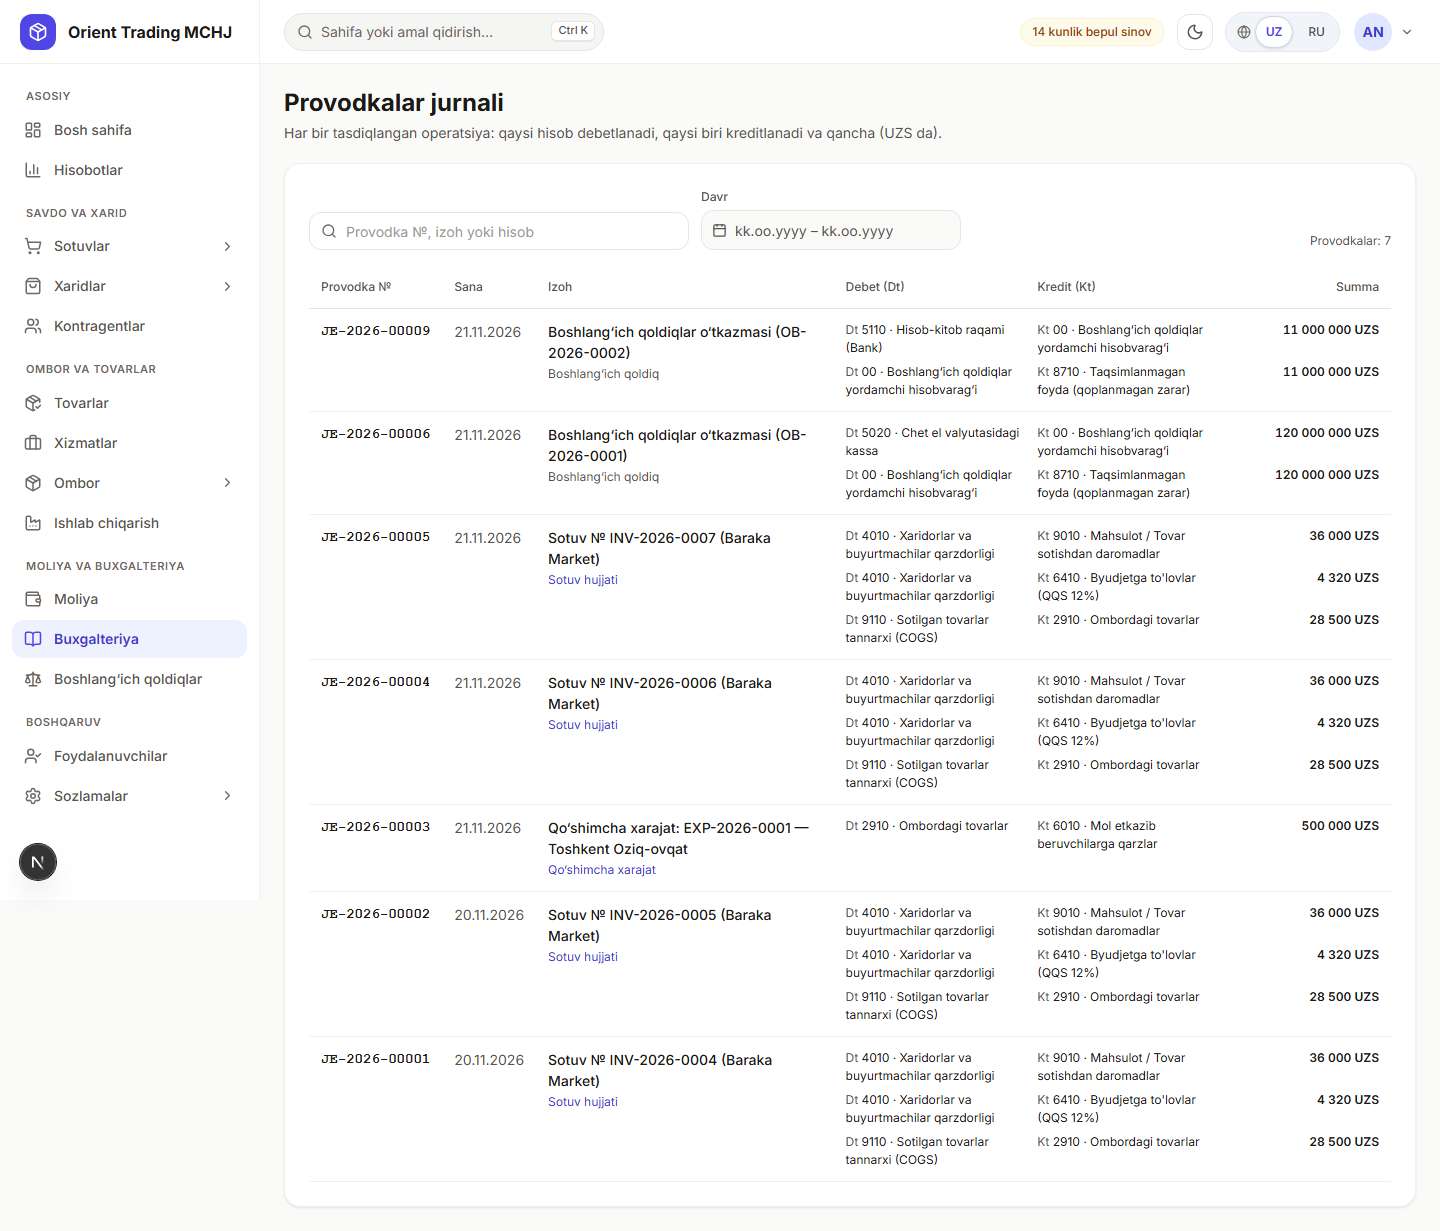 Orient Trading MCHJ
Sahifa yoki amal qidirish...
Ctrl K
14 kunlik bepul sinov
UZ
RU
AN
ASOSIY
Bosh sahifa
Hisobotlar
SAVDO VA XARID
Sotuvlar
Xaridlar
Kontragentlar
OMBOR VA TOVARLAR
Tovarlar
Xizmatlar
Ombor
Ishlab chiqarish
MOLIYA VA BUXGALTERIYA
Moliya
Buxgalteriya
Boshlang‘ich qoldiqlar
BOSHQARUV
Foydalanuvchilar
Sozlamalar
N
Provodkalar jurnali
Har bir tasdiqlangan operatsiya: qaysi hisob debetlanadi, qaysi biri kreditlanadi va qancha (UZS da).
Davr
Provodka №, izoh yoki hisob
kk.oo.yyyy – kk.oo.yyyy
Provodkalar: 7
Provodka № Sana Izoh Debet (Dt) Kredit (Kt) Summa
JE-2026-00009 21.11.2026
Boshlang‘ich qoldiqlar o‘tkazmasi (OB-
2026-0002)
Boshlang‘ich qoldiq
Dt 5110 · Hisob-kitob raqami
(Bank)
Kt 00 · Boshlang‘ich qoldiqlar
yordamchi hisobvarag‘i
11 000 000 UZS
Dt 00 · Boshlang‘ich qoldiqlar
yordamchi hisobvarag‘i
Kt 8710 · Taqsimlanmagan
foyda (qoplanmagan zarar)
11 000 000 UZS
JE-2026-00006 21.11.2026
Boshlang‘ich qoldiqlar o‘tkazmasi (OB-
2026-0001)
Boshlang‘ich qoldiq
Dt 5020 · Chet el valyutasidagi
kassa
Kt 00 · Boshlang‘ich qoldiqlar
yordamchi hisobvarag‘i
120 000 000 UZS
Dt 00 · Boshlang‘ich qoldiqlar
yordamchi hisobvarag‘i
Kt 8710 · Taqsimlanmagan
foyda (qoplanmagan zarar)
120 000 000 UZS
JE-2026-00005 21.11.2026
Sotuv № INV-2026-0007 (Baraka
Market)
Sotuv hujjati
Dt 4010 · Xaridorlar va
buyurtmachilar qarzdorligi
Kt 9010 · Mahsulot / Tovar
sotishdan daromadlar
36 000 UZS
Dt 4010 · Xaridorlar va
buyurtmachilar qarzdorligi
Kt 6410 · Byudjetga to'lovlar
(QQS 12%)
4 320 UZS
Dt 9110 · Sotilgan tovarlar
tannarxi (COGS)
Kt 2910 · Ombordagi tovarlar
28 500 UZS
JE-2026-00004 21.11.2026
Sotuv № INV-2026-0006 (Baraka
Market)
Sotuv hujjati
Dt 4010 · Xaridorlar va
buyurtmachilar qarzdorligi
Kt 9010 · Mahsulot / Tovar
sotishdan daromadlar
36 000 UZS
Dt 4010 · Xaridorlar va
buyurtmachilar qarzdorligi
Kt 6410 · Byudjetga to'lovlar
(QQS 12%)
4 320 UZS
Dt 9110 · Sotilgan tovarlar
tannarxi (COGS)
Kt 2910 · Ombordagi tovarlar
28 500 UZS
JE-2026-00003 21.11.2026
Qo‘shimcha xarajat: EXP-2026-0001 —
Toshkent Oziq-ovqat
Qo‘shimcha xarajat
Dt 2910 · Ombordagi tovarlar
Kt 6010 · Mol etkazib
beruvchilarga qarzlar
500 000 UZS
JE-2026-00002 20.11.2026
Sotuv № INV-2026-0005 (Baraka
Market)
Sotuv hujjati
Dt 4010 · Xaridorlar va
buyurtmachilar qarzdorligi
Kt 9010 · Mahsulot / Tovar
sotishdan daromadlar
36 000 UZS
Dt 4010 · Xaridorlar va
buyurtmachilar qarzdorligi
Kt 6410 · Byudjetga to'lovlar
(QQS 12%)
4 320 UZS
Dt 9110 · Sotilgan tovarlar
tannarxi (COGS)
Kt 2910 · Ombordagi tovarlar
28 500 UZS
JE-2026-00001 20.11.2026
Sotuv № INV-2026-0004 (Baraka
Market)
Sotuv hujjati
Dt 4010 · Xaridorlar va
buyurtmachilar qarzdorligi
Kt 9010 · Mahsulot / Tovar
sotishdan daromadlar
36 000 UZS
Dt 4010 · Xaridorlar va
buyurtmachilar qarzdorligi
Kt 6410 · Byudjetga to'lovlar
(QQS 12%)
4 320 UZS
Dt 9110 · Sotilgan tovarlar
tannarxi (COGS)
Kt 2910 · Ombordagi tovarlar
28 500 UZS